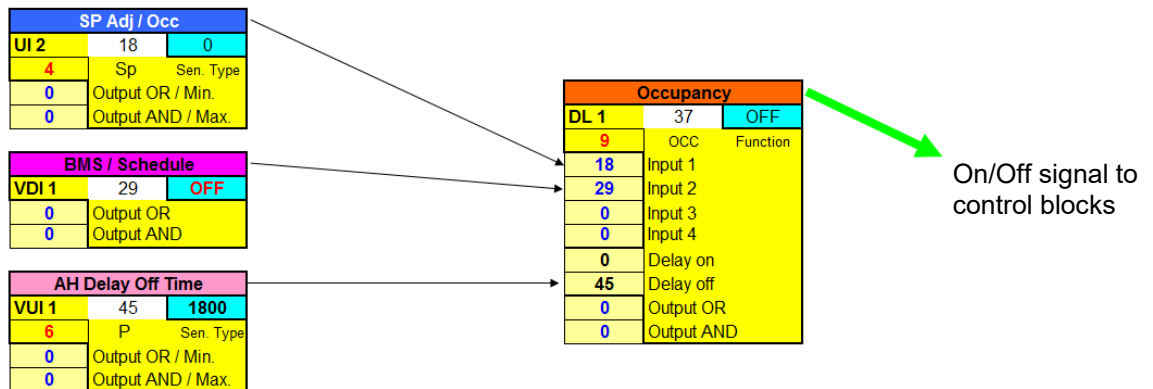 SP Adj / Occ
UI 2 18 0
4 Sp Sen. Type
0 Output OR / Min.
0 Output AND / Max.
BMS / Schedule
VDI 1 29 OFF
0 Output OR
0 Output AND
AH Delay Off Time
VUI 1 45 1800
6 P Sen. Type
0 Output OR / Min.
0 Output AND / Max.
Occupancy
DL 1 37 OFF
9 OCC Function
18 Input 1
29 Input 2
0 Input 3
0 Input 4
0 Delay on
45 Delay off
0 Output OR
0 Output AND
On/Off signal to
control blocks